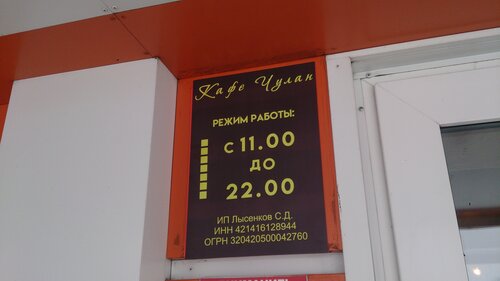 Кафе Чулан
РЕЖИМ РАБОТЫ:
с 11.00
до
22.00
ИП Лысенков С.Д.
ИНН 421416128944
ОГРН 320420500042760